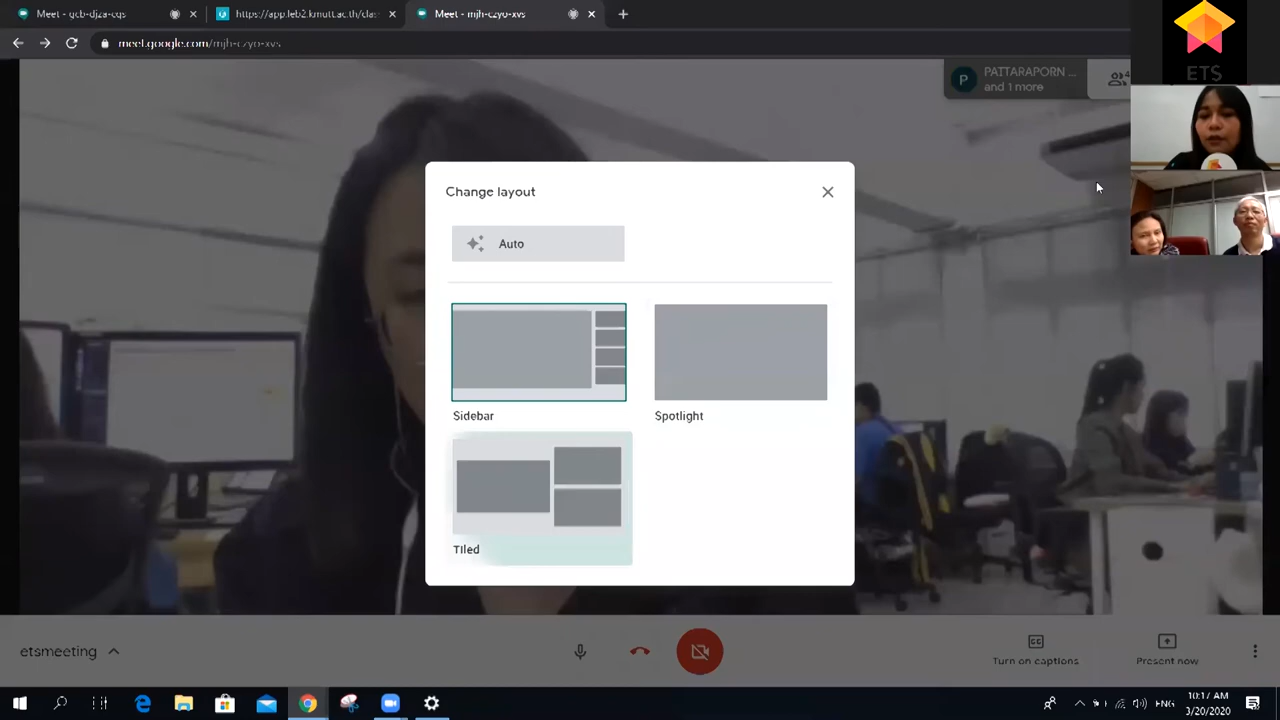 Meet - gcb-djza-cqs
https://app.leb2.kmutt.ac.th/clas
Meet - mjh-czyo-xvs
meet.google.com/mjh-czyo-xvs
PATTARAPORN ...
and 1 more
ETS
Change layout
Auto
Sidebar
Spotlight
Tiled
etsmeeting
Turn on captions
Present now
ENG
10:17 AM
3/20/2020